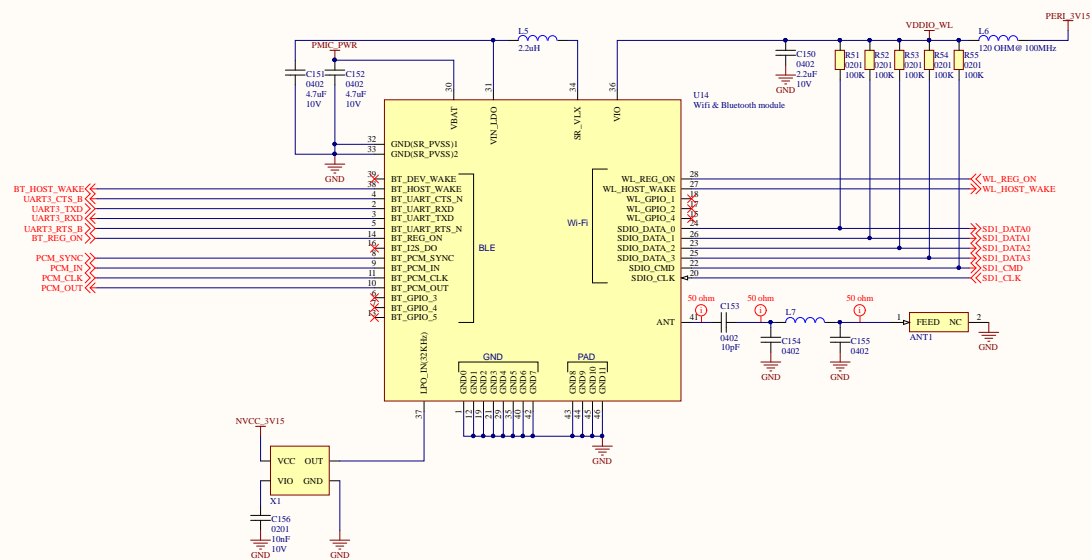 PERI_3V15
VDDIO_WL
L5
2.2uH
L6
120 OHM@ 100MHz
PMIC_PWR
C151
0402
4.7uF
10V
C152
0402
4.7uF
10V
C150
0402
2.2uF
10V
GND
R51
0201
100K
R52
0201
100K
R53
0201
100K
R54
0201
100K
R55
0201
100K
30
31
34
36
U14
Wifi & Bluetooth module
VBAT
VIN_LDO
SR_VLX
VIO
32 GND(SR_PVSS)1
33 GND(SR_PVSS)2
GND
39 BT_DEV_WAKE
BT_HOST_WAKE 38 BT_HOST_WAKE
UART3_CTS_B 4 BT_UART_CTS_N
UART3_TXD 2 BT_UART_RXD
UART3_RXD 3 BT_UART_TXD
UART3_RTS_B 5 BT_UART_RTS_N
BT_REG_ON 14 BT_REG_ON
16 BT_I2S_DO
PCM_SYNC 8 BT_PCM_SYNC
PCM_IN 9 BT_PCM_IN
PCM_CLK 11 BT_PCM_CLK
PCM_OUT 10 BT_PCM_OUT
6 BT_GPIO_3
BT_GPIO_4
13 BT_GPIO_5
BLE
Wi-Fi
WL_REG_ON 28 WL_REG_ON
WL_HOST_WAKE 27 WL_HOST_WAKE
WL_GPIO_1 18
WL_GPIO_2 17
WL_GPIO_4 15
SDIO_DATA_0 24 SD1_DATA0
SDIO_DATA_1 26 SD1_DATA1
SDIO_DATA_2 23 SD1_DATA2
SDIO_DATA_3 25 SD1_DATA3
SDIO_CMD 22 SD1_CMD
SDIO_CLK 20 SD1_CLK
ANT 41
50 ohm
i
C153
0402
10pF
50 ohm
i
L7
50 ohm
i
C154
0402
GND
C155
0402
GND
1 FEED NC 2
ANT1
GND
LPO_IN(32KHz)
37
GND
GND0
GND1
GND2
GND3
GND4
GND5
GND6
GND7
PAD
GND8
GND9
GND10
GND11
1
12
19
21
29
35
40
42
43
44
45
46
GND
NVCC_3V15
VCC OUT
VIO GND
X1
C156
0201
10nF
10V
GND
GND